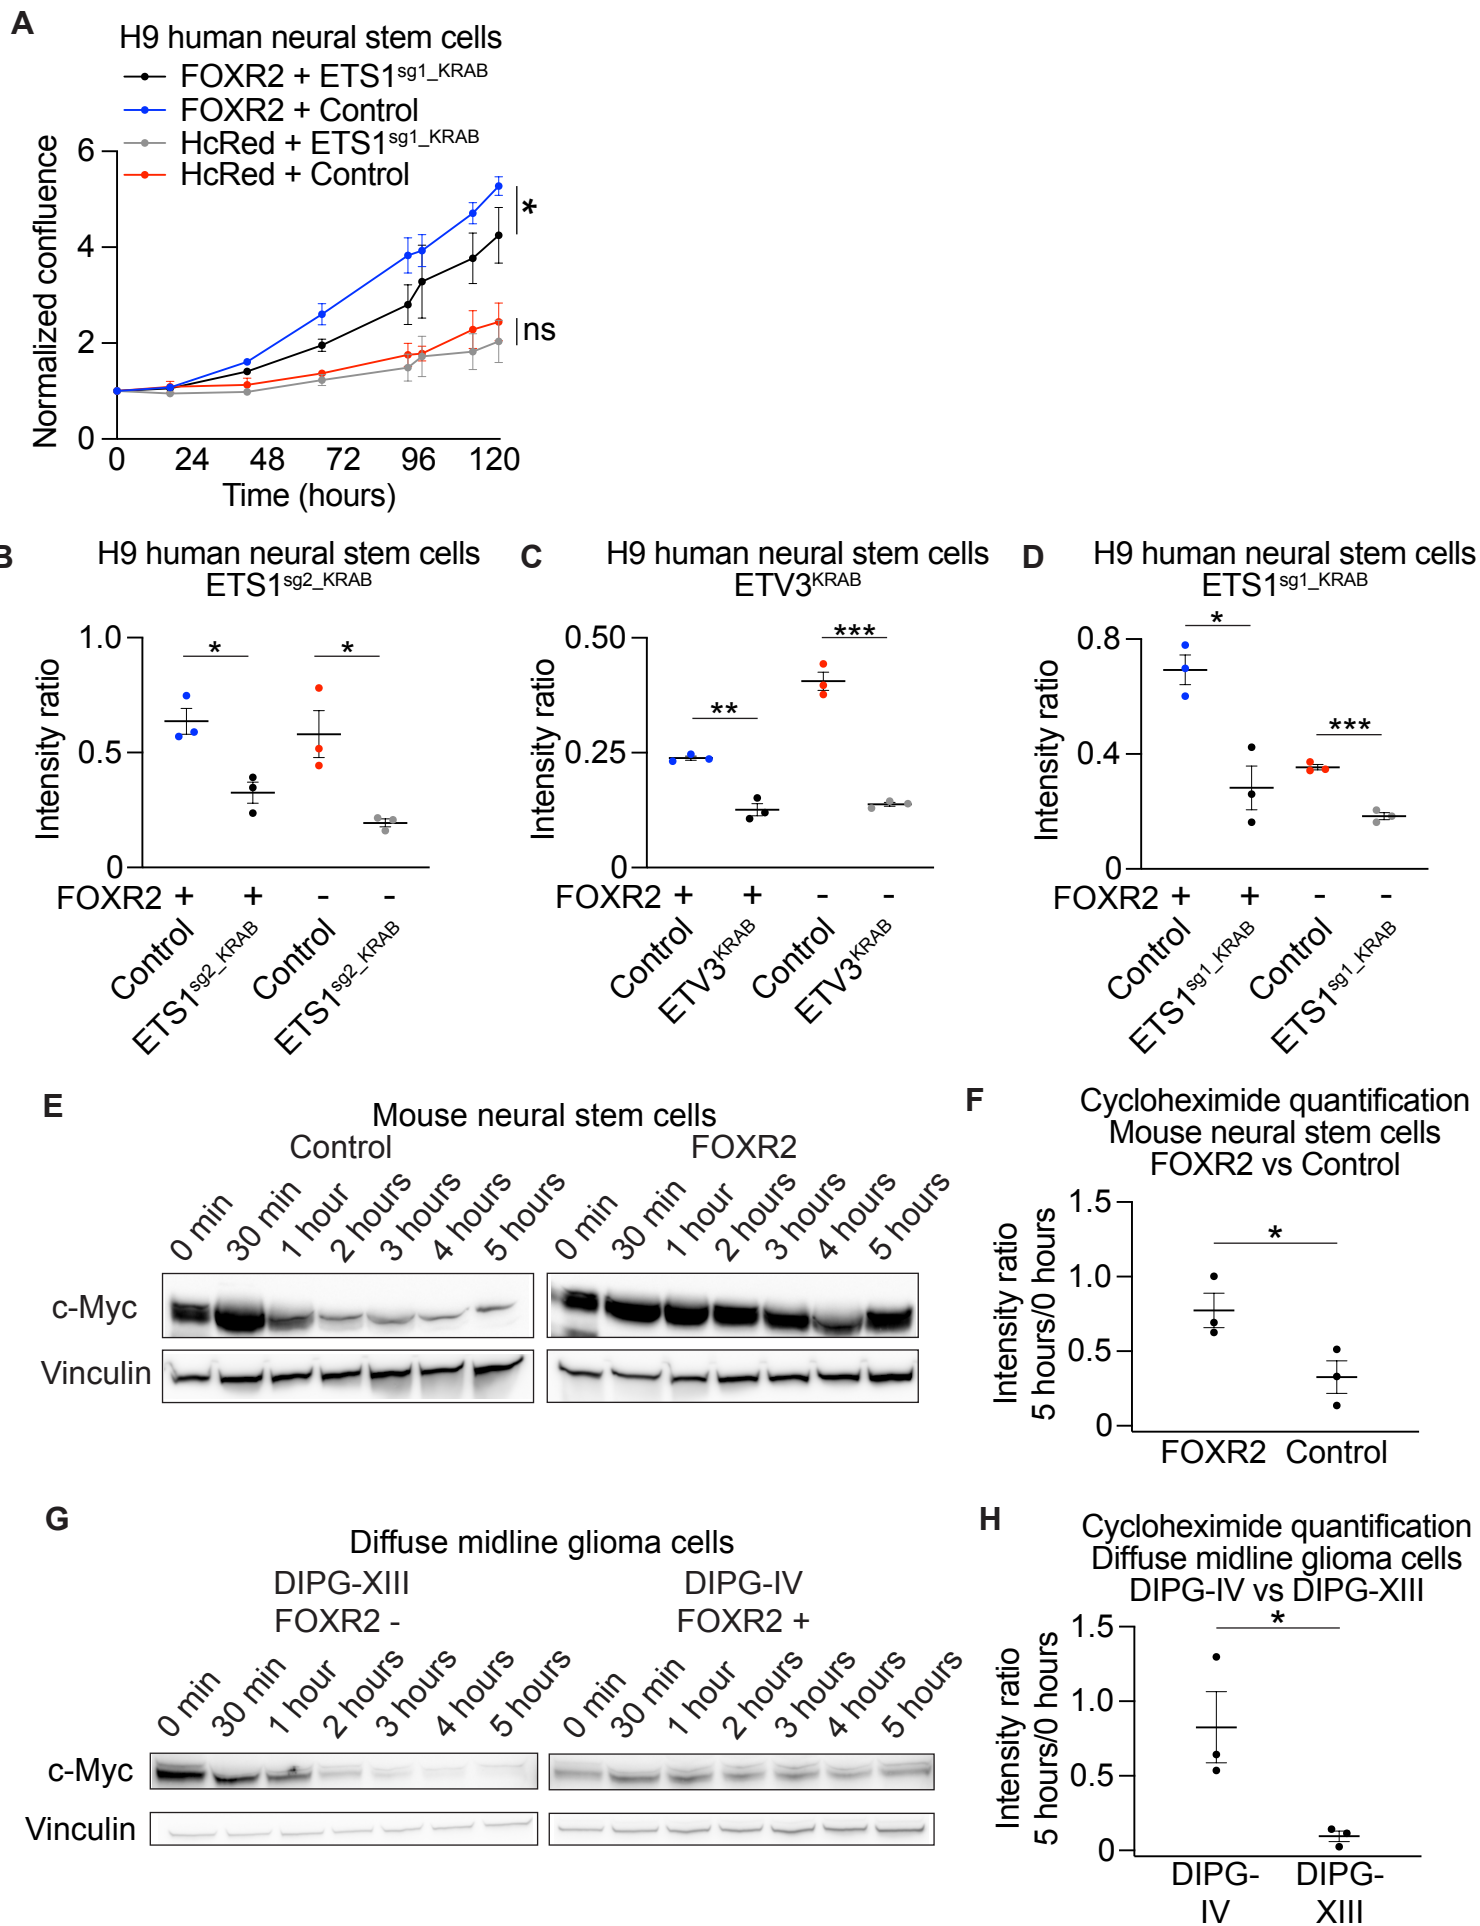 A
H9 human neural stem cells
FOXR2 + ETS1sg1_KRAB
FOXR2 + Control
HcRed + ETS1sg1_KRAB
HcRed + Control
Normalized confluence
6
4
2
0
*
ns
0 24 48 72 96 120
Time (hours)
B
H9 human neural stem cells
ETS1sg2_KRAB
Intensity ratio
1.0
0.5
0
* *
FOXR2 + + - -
Control
ETS1sg2_KRAB
Control
ETS1sg2_KRAB
C
H9 human neural stem cells
ETV3KRAB
Intensity ratio
0.50
0.25
0
** ***
FOXR2 + + - -
Control
ETV3KRAB
Control
ETV3KRAB
D
H9 human neural stem cells
ETS1sg1_KRAB
Intensity ratio
0.8
0.4
0
* ***
FOXR2 + + - -
Control
ETS1sg1_KRAB
Control
ETS1sg1_KRAB
E
Mouse neural stem cells
Control FOXR2
0 min 30 min 1 hour 2 hours 3 hours 4 hours 5 hours 0 min 30 min 1 hour 2 hours 3 hours 4 hours 5 hours
c-Myc
Vinculin
F
Cycloheximide quantification
Mouse neural stem cells
FOXR2 vs Control
Intensity ratio
5 hours/0 hours
1.5
1.0
0.5
0
*
FOXR2 Control
G
Diffuse midline glioma cells
DIPG-XIII DIPG-IV
FOXR2 - FOXR2 +
0 min 30 min 1 hour 2 hours 3 hours 4 hours 5 hours 0 min 30 min 1 hour 2 hours 3 hours 4 hours 5 hours
c-Myc
Vinculin
H
Cycloheximide quantification
Diffuse midline glioma cells
DIPG-IV vs DIPG-XIII
Intensity ratio
5 hours/0 hours
1.5
1.0
0.5
0
*
DIPG- DIPG-
IV XIII